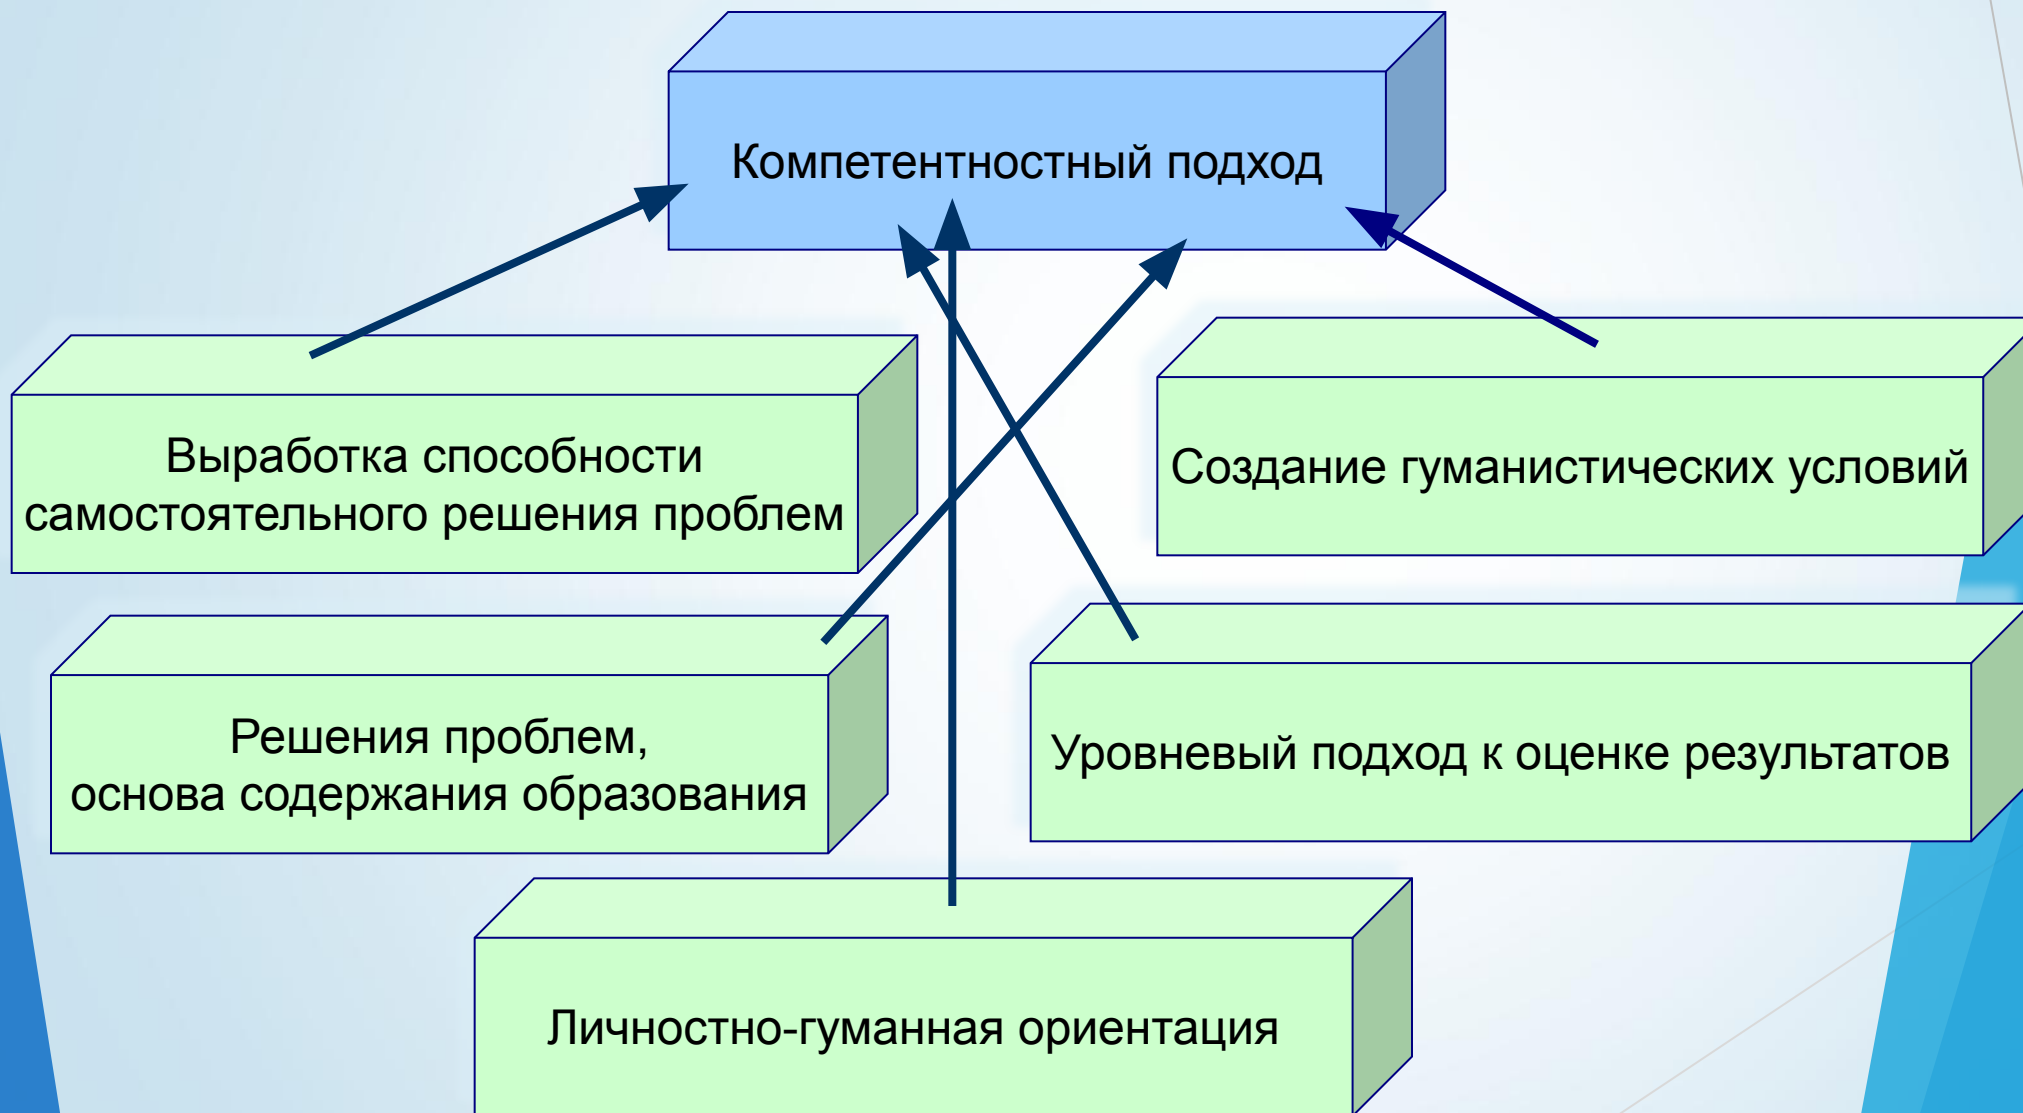 Компетентностный подход
Выработка способности
самостоятельного решения проблем
Создание гуманистических условий
Решения проблем,
основа содержания образования
Уровневый подход к оценке результатов
Личностно-гуманная ориентация